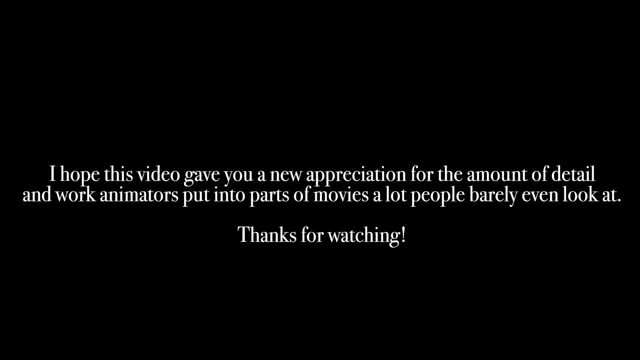 I hope this video gave you a new appreciation for the amount of detail
and work animators put into parts of movies a lot people barely even look at.
Thanks for watching!